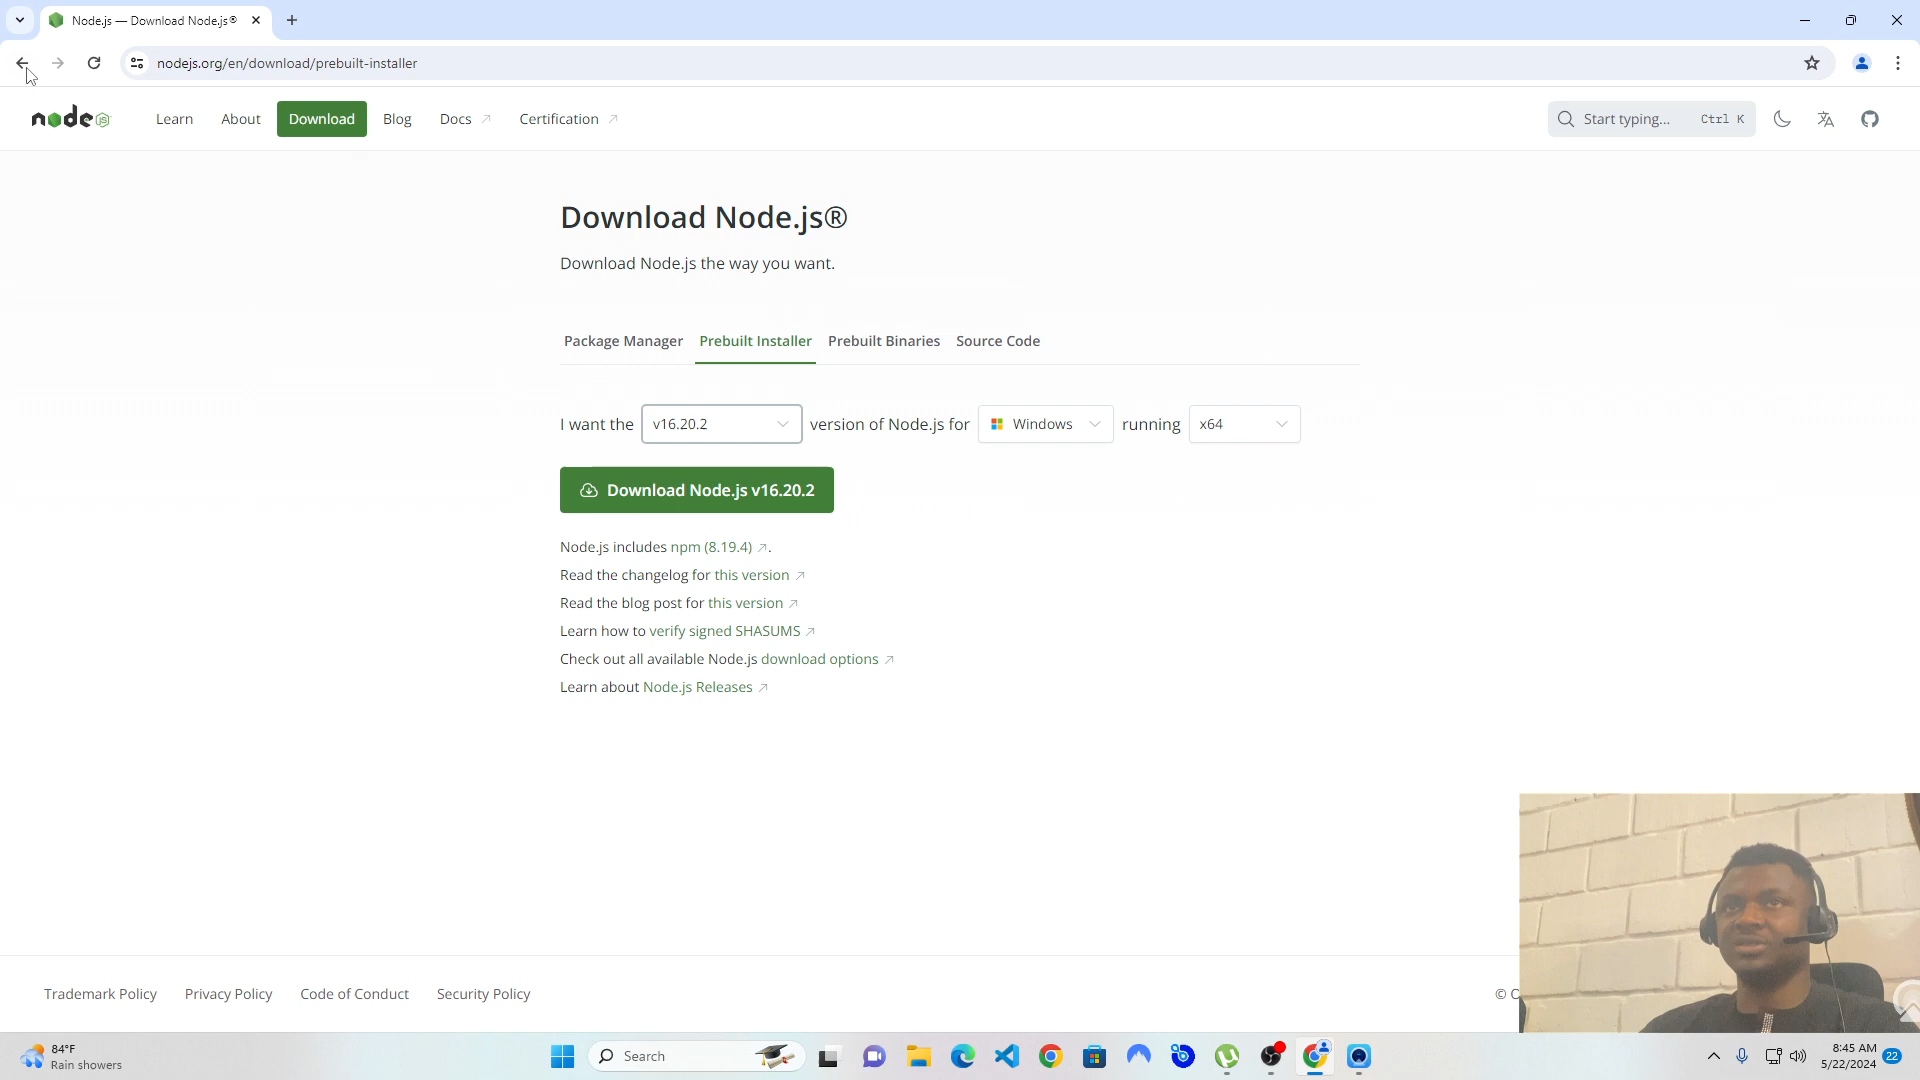 Node.js — Download Node.js®
nodejs.org/en/download/prebuilt-installer
node JS Learn About Download Blog Docs Certification Start typing... Ctrl K
Download Node.js®
Download Node.js the way you want.
Package Manager Prebuilt Installer Prebuilt Binaries Source Code
I want the v16.20.2 version of Node.js for Windows running x64
Download Node.js v16.20.2
Node.js includes npm (8.19.4).
Read the changelog for this version
Read the blog post for this version
Learn how to verify signed SHASUMS
Check out all available Node.js download options
Learn about Node.js Releases
Trademark Policy Privacy Policy Code of Conduct Security Policy ©
84°F
Rain showers
Search
8:45 AM
5/22/2024
22